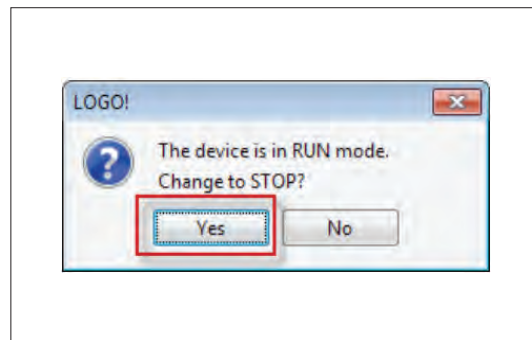 LOGO!
The device is in RUN mode.
Change to STOP?
Yes
No